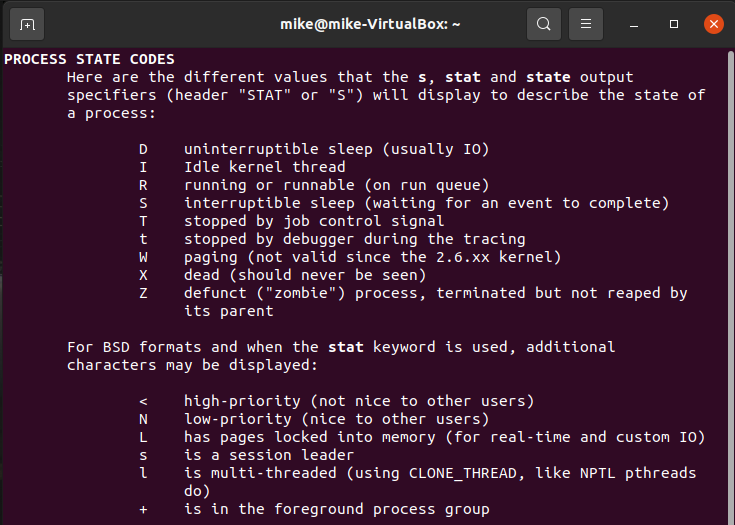 mike@mike-VirtualBox: ~
PROCESS STATE CODES
Here are the different values that the s, stat and state output
specifiers (header "STAT" or "S") will display to describe the state of
a process:
D    uninterruptible sleep (usually IO)
I    Idle kernel thread
R    running or runnable (on run queue)
S    interruptible sleep (waiting for an event to complete)
T    stopped by job control signal
t    stopped by debugger during the tracing
W    paging (not valid since the 2.6.xx kernel)
X    dead (should never be seen)
Z    defunct ("zombie") process, terminated but not reaped by
its parent
For BSD formats and when the stat keyword is used, additional
characters may be displayed:
<    high-priority (not nice to other users)
N    low-priority (nice to other users)
L    has pages locked into memory (for real-time and custom IO)
s    is a session leader
l    is multi-threaded (using CLONE_THREAD, like NPTL pthreads
do)
+    is in the foreground process group